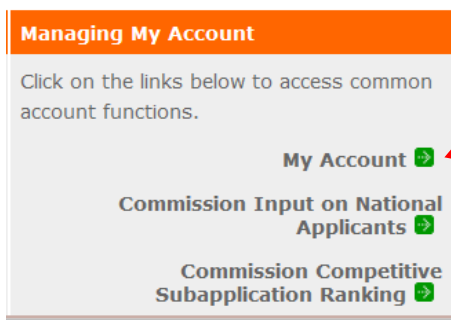 Managing My Account
Click on the links below to access common
account functions.
My Account
Commission Input on National
Applicants
Commission Competitive
Subapplication Ranking